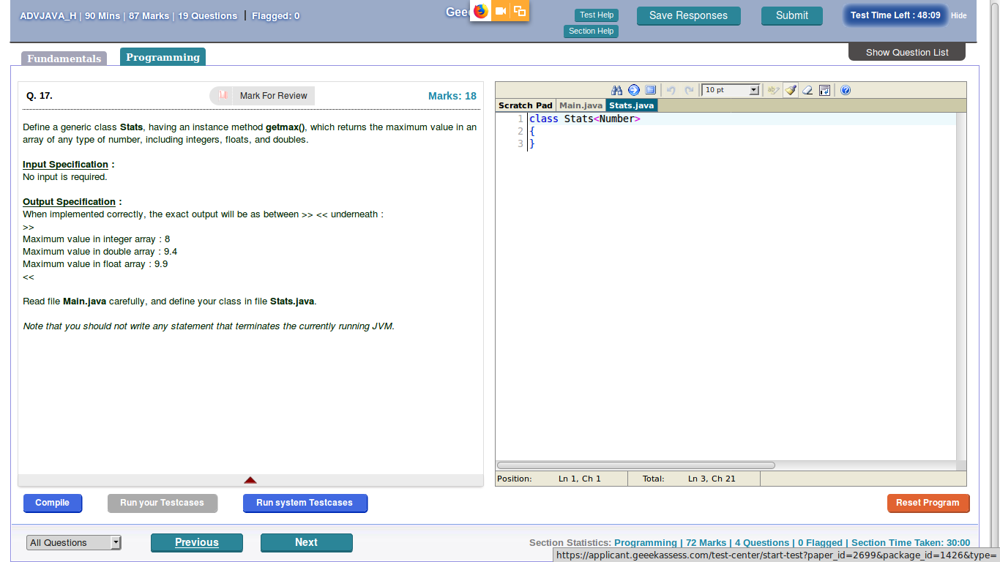 ADVJAVA_H | 90 Mins | 87 Marks | 19 Questions | Flagged: 0
Test Help
Section Help
Save Responses
Submit
Test Time Left : 48:09
Hide
Fundamentals
Programming
Show Question List
Q. 17.
Mark For Review
Marks: 18
Define a generic class Stats, having an instance method getmax(), which returns the maximum value in an
array of any type of number, including integers, floats, and doubles.
Input Specification :
No input is required.
Output Specification :
When implemented correctly, the exact output will be as between >> << underneath :
>>
Maximum value in integer array : 8
Maximum value in double array : 9.4
Maximum value in float array : 9.9
<<
Read file Main.java carefully, and define your class in file Stats.java.
Note that you should not write any statement that terminates the currently running JVM.
10 pt
Scratch Pad
Main.java
Stats.java
1 class Stats<Number>
2 {
3 }
Position: Ln 1, Ch 1 Total: Ln 3, Ch 21
Compile
Run your Testcases
Run system Testcases
Reset Program
All Questions
Previous
Next
Section Statistics: Programming | 72 Marks | 4 Questions | 0 Flagged | Section Time Taken: 30:00
https://applicant.geeekassess.com/test-center/start-test?paper_id=2699&package_id=1426&type=